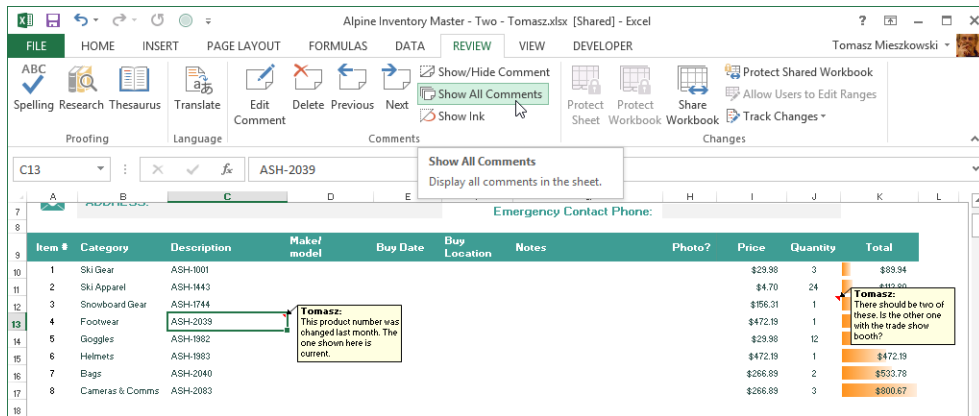 Alpine Inventory Master - Two - Tomasz.xlsx [Shared] - Excel
FILE HOME INSERT PAGE LAYOUT FORMULAS DATA REVIEW VIEW DEVELOPER Tomasz Mieszkowski
ABC
Spelling Research Thesaurus Translate Edit Comment Delete Previous Next
Show/Hide Comment
Show All Comments
Show Ink
Protect Sheet Protect Workbook Share Workbook
Protect Shared Workbook
Allow Users to Edit Ranges
Track Changes
Proofing Language Comments Changes
C13 fx ASH-2039
Show All Comments
Display all comments in the sheet.
A B C D E H I J K L
7 ADDRESS: Emergency Contact Phone:
8
9 Item # Category Description Make/ model Buy Date Buy Location Notes Photo? Price Quantity Total
10 1 Ski Gear ASH-1001 $29.98 3 $89.94
11 2 Ski Apparel ASH-1443 $4.70 24 $112.80
12 3 Snowboard Gear ASH-1744 $156.31 1
13 4 Footwear ASH-2039 $472.19 1
14 5 Goggles ASH-1982 $29.98 12
15 6 Helmets ASH-1983 $472.19 1 $472.19
16 7 Bags ASH-2040 $266.89 2 $533.78
17 8 Cameras & Comms ASH-2083 $266.89 3 $800.67
18
Tomasz:
This product number was
changed last month. The
one shown here is
current.
Tomasz:
There should be two of
these. Is the other one
with the trade show
booth?